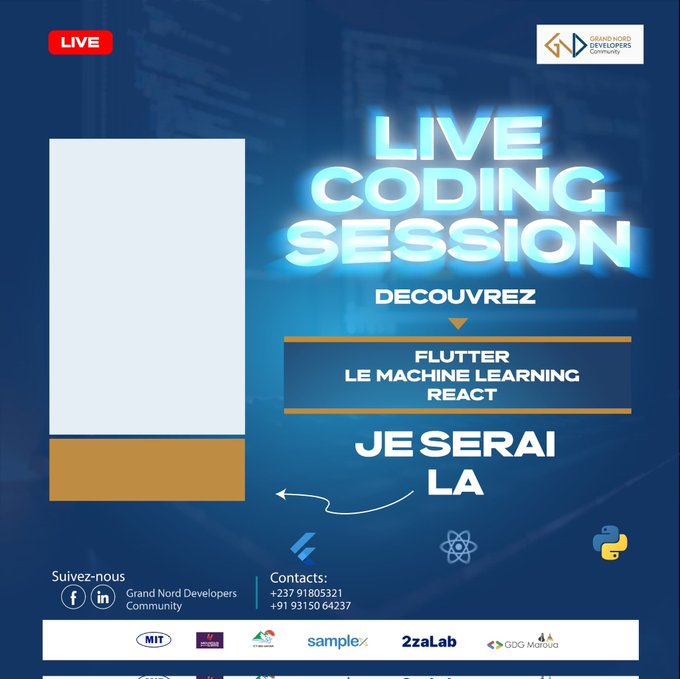 LIVE
GRAND NORD
DEVELOPERS
Community
LIVE
CODING
SESSION
DECOUVREZ
FLUTTER
LE MACHINE LEARNING
REACT
JE SERAI
LA
Suivez-nous
Grand Nord Developers
Community
Contacts:
+237 91805321
+91 93150 64237
MIT
samplex
2zaLab
GDG Maroua